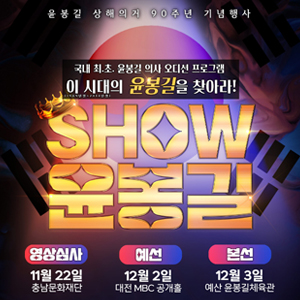 윤봉길 상해의거 90주년 기념행사
국내 최.초. 윤봉길 의사 오디션 프로그램
이 시대의 윤봉길을 찾아라!
SHOW
윤봉길
영상심사 예선 본선
11월 22일 12월 2일 12월 3일
충남문화재단 대전 MBC 공개홀 예산 윤봉길체육관